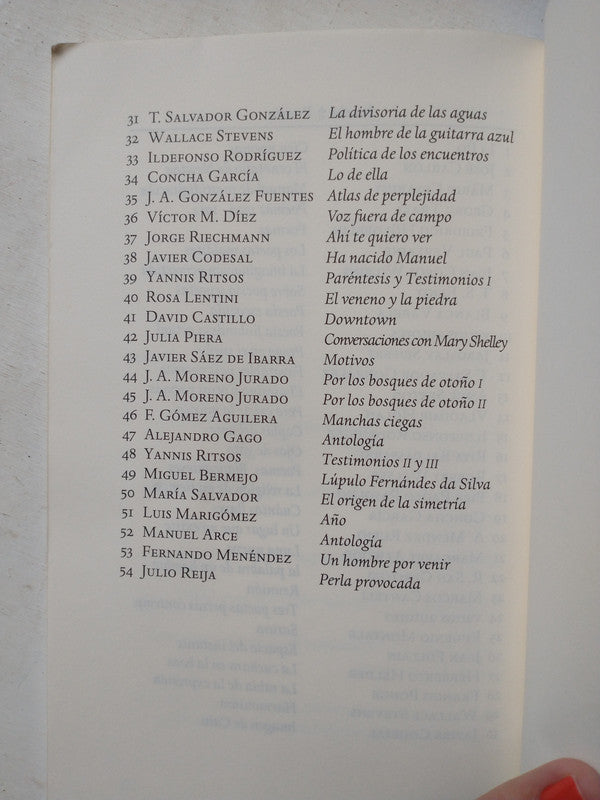 31 T. Salvador González La divisoria de las aguas
32 Wallace Stevens El hombre de la guitarra azul
33 Ildefonso Rodríguez Política de los encuentros
34 Concha García Lo de ella
35 J. A. González Fuentes Atlas de perplejidad
36 Víctor M. Díez Voz fuera de campo
37 Jorge Riechmann Ahí te quiero ver
38 Javier Codesal Ha nacido Manuel
39 Yannis Ritsos Paréntesis y Testimonios I
40 Rosa Lentini El veneno y la piedra
41 David Castillo Downtown
42 Julia Piera Conversaciones con Mary Shelley
43 Javier Sáez de Ibarra Motivos
44 J. A. Moreno Jurado Por los bosques de otoño I
45 J. A. Moreno Jurado Por los bosques de otoño II
46 F. Gómez Aguilera Manchas ciegas
47 Alejandro Gago Antología
48 Yannis Ritsos Testimonios II y III
49 Miguel Bermejo Lúpulo Fernándes da Silva
50 María Salvador El origen de la simetría
51 Luis Marigómez Año
52 Manuel Arce Antología
53 Fernando Menéndez Un hombre por venir
54 Julio Reija Perla provocada